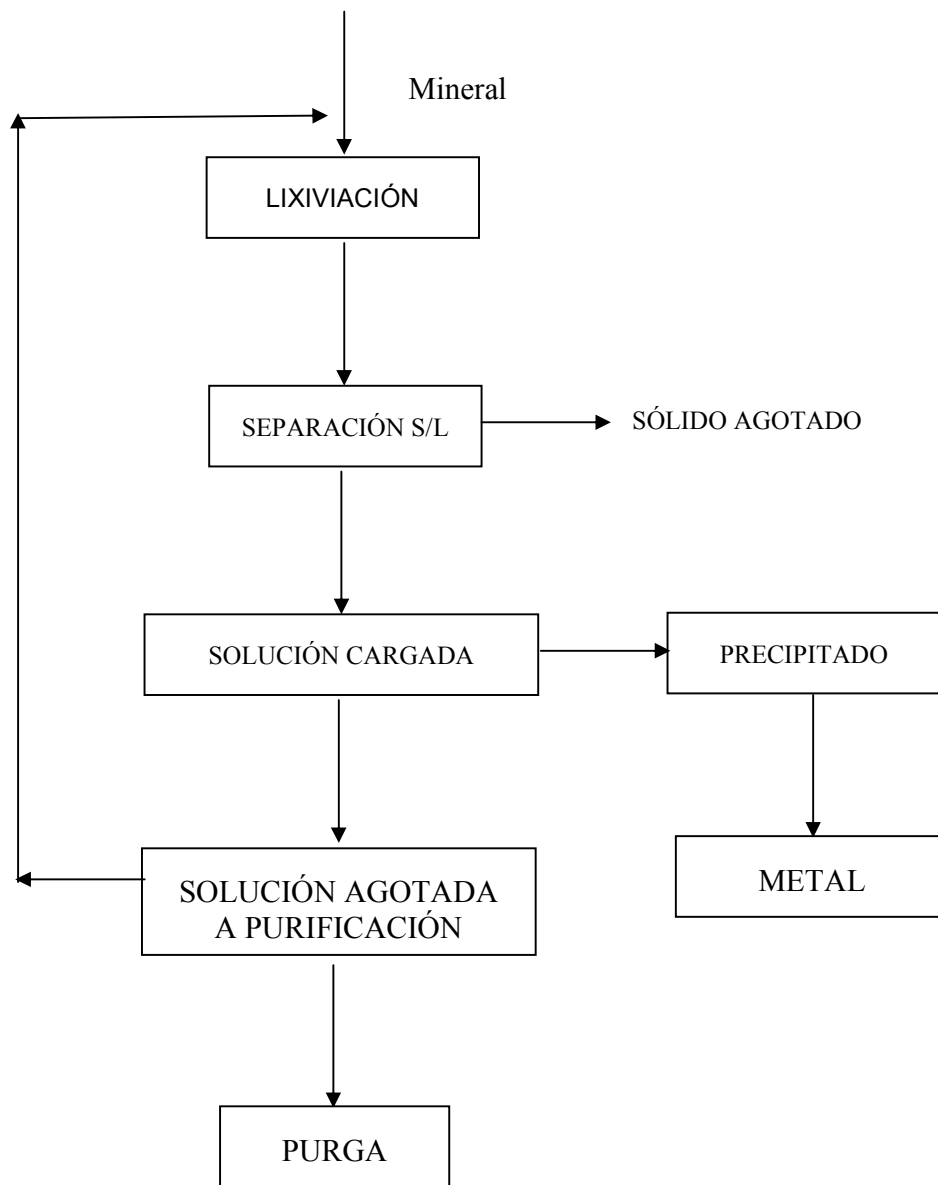 Mineral
LIXIVIACIÓN
SEPARACIÓN S/L
SÓLIDO AGOTADO
SOLUCIÓN CARGADA
PRECIPITADO
SOLUCIÓN AGOTADA
A PURIFICACIÓN
METAL
PURGA